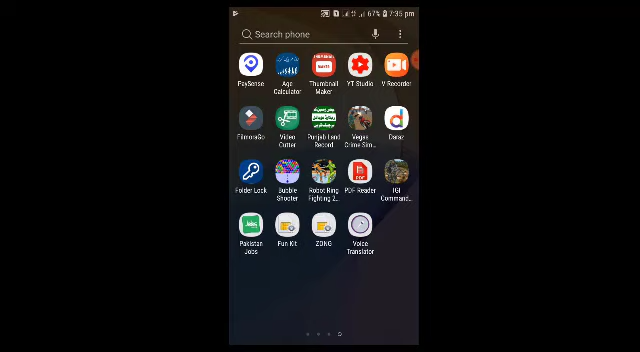 67% 7:35 pm
Search phone
PaySense
Age
Calculator
Thumbnail
Maker
YT Studio
V Recorder
FilmoraGo
Video
Cutter
Punjab Land
Record
Vegas
Crime Sim...
Daraz
Folder Lock
Bubble
Shooter
Robot Ring
Fighting 2...
PDF Reader
IGI
Command...
Pakistan
Jobs
Fun Kit
ZONG
Voice
Translator